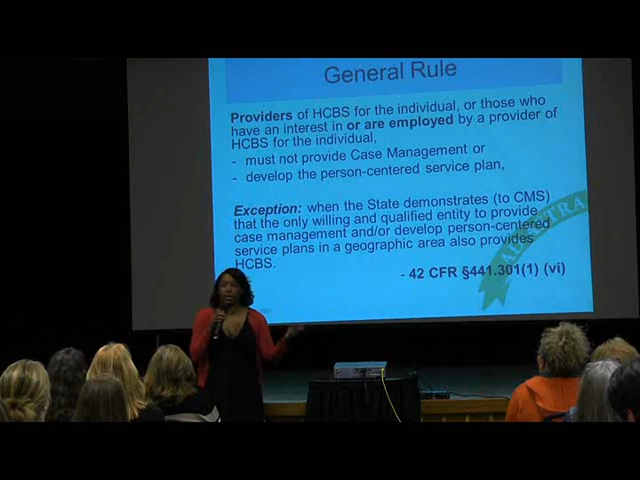 General Rule
Providers of HCBS for the individual, or those who
have an interest in or are employed by a provider of
HCBS for the individual,
- must not provide Case Management or
- develop the person-centered service plan,
Exception: when the State demonstrates (to CMS)
that the only willing and qualified entity to provide
case management and/or develop person-centered
service plans in a geographic area also provides
HCBS.
- 42 CFR §441.301(1) (vi)